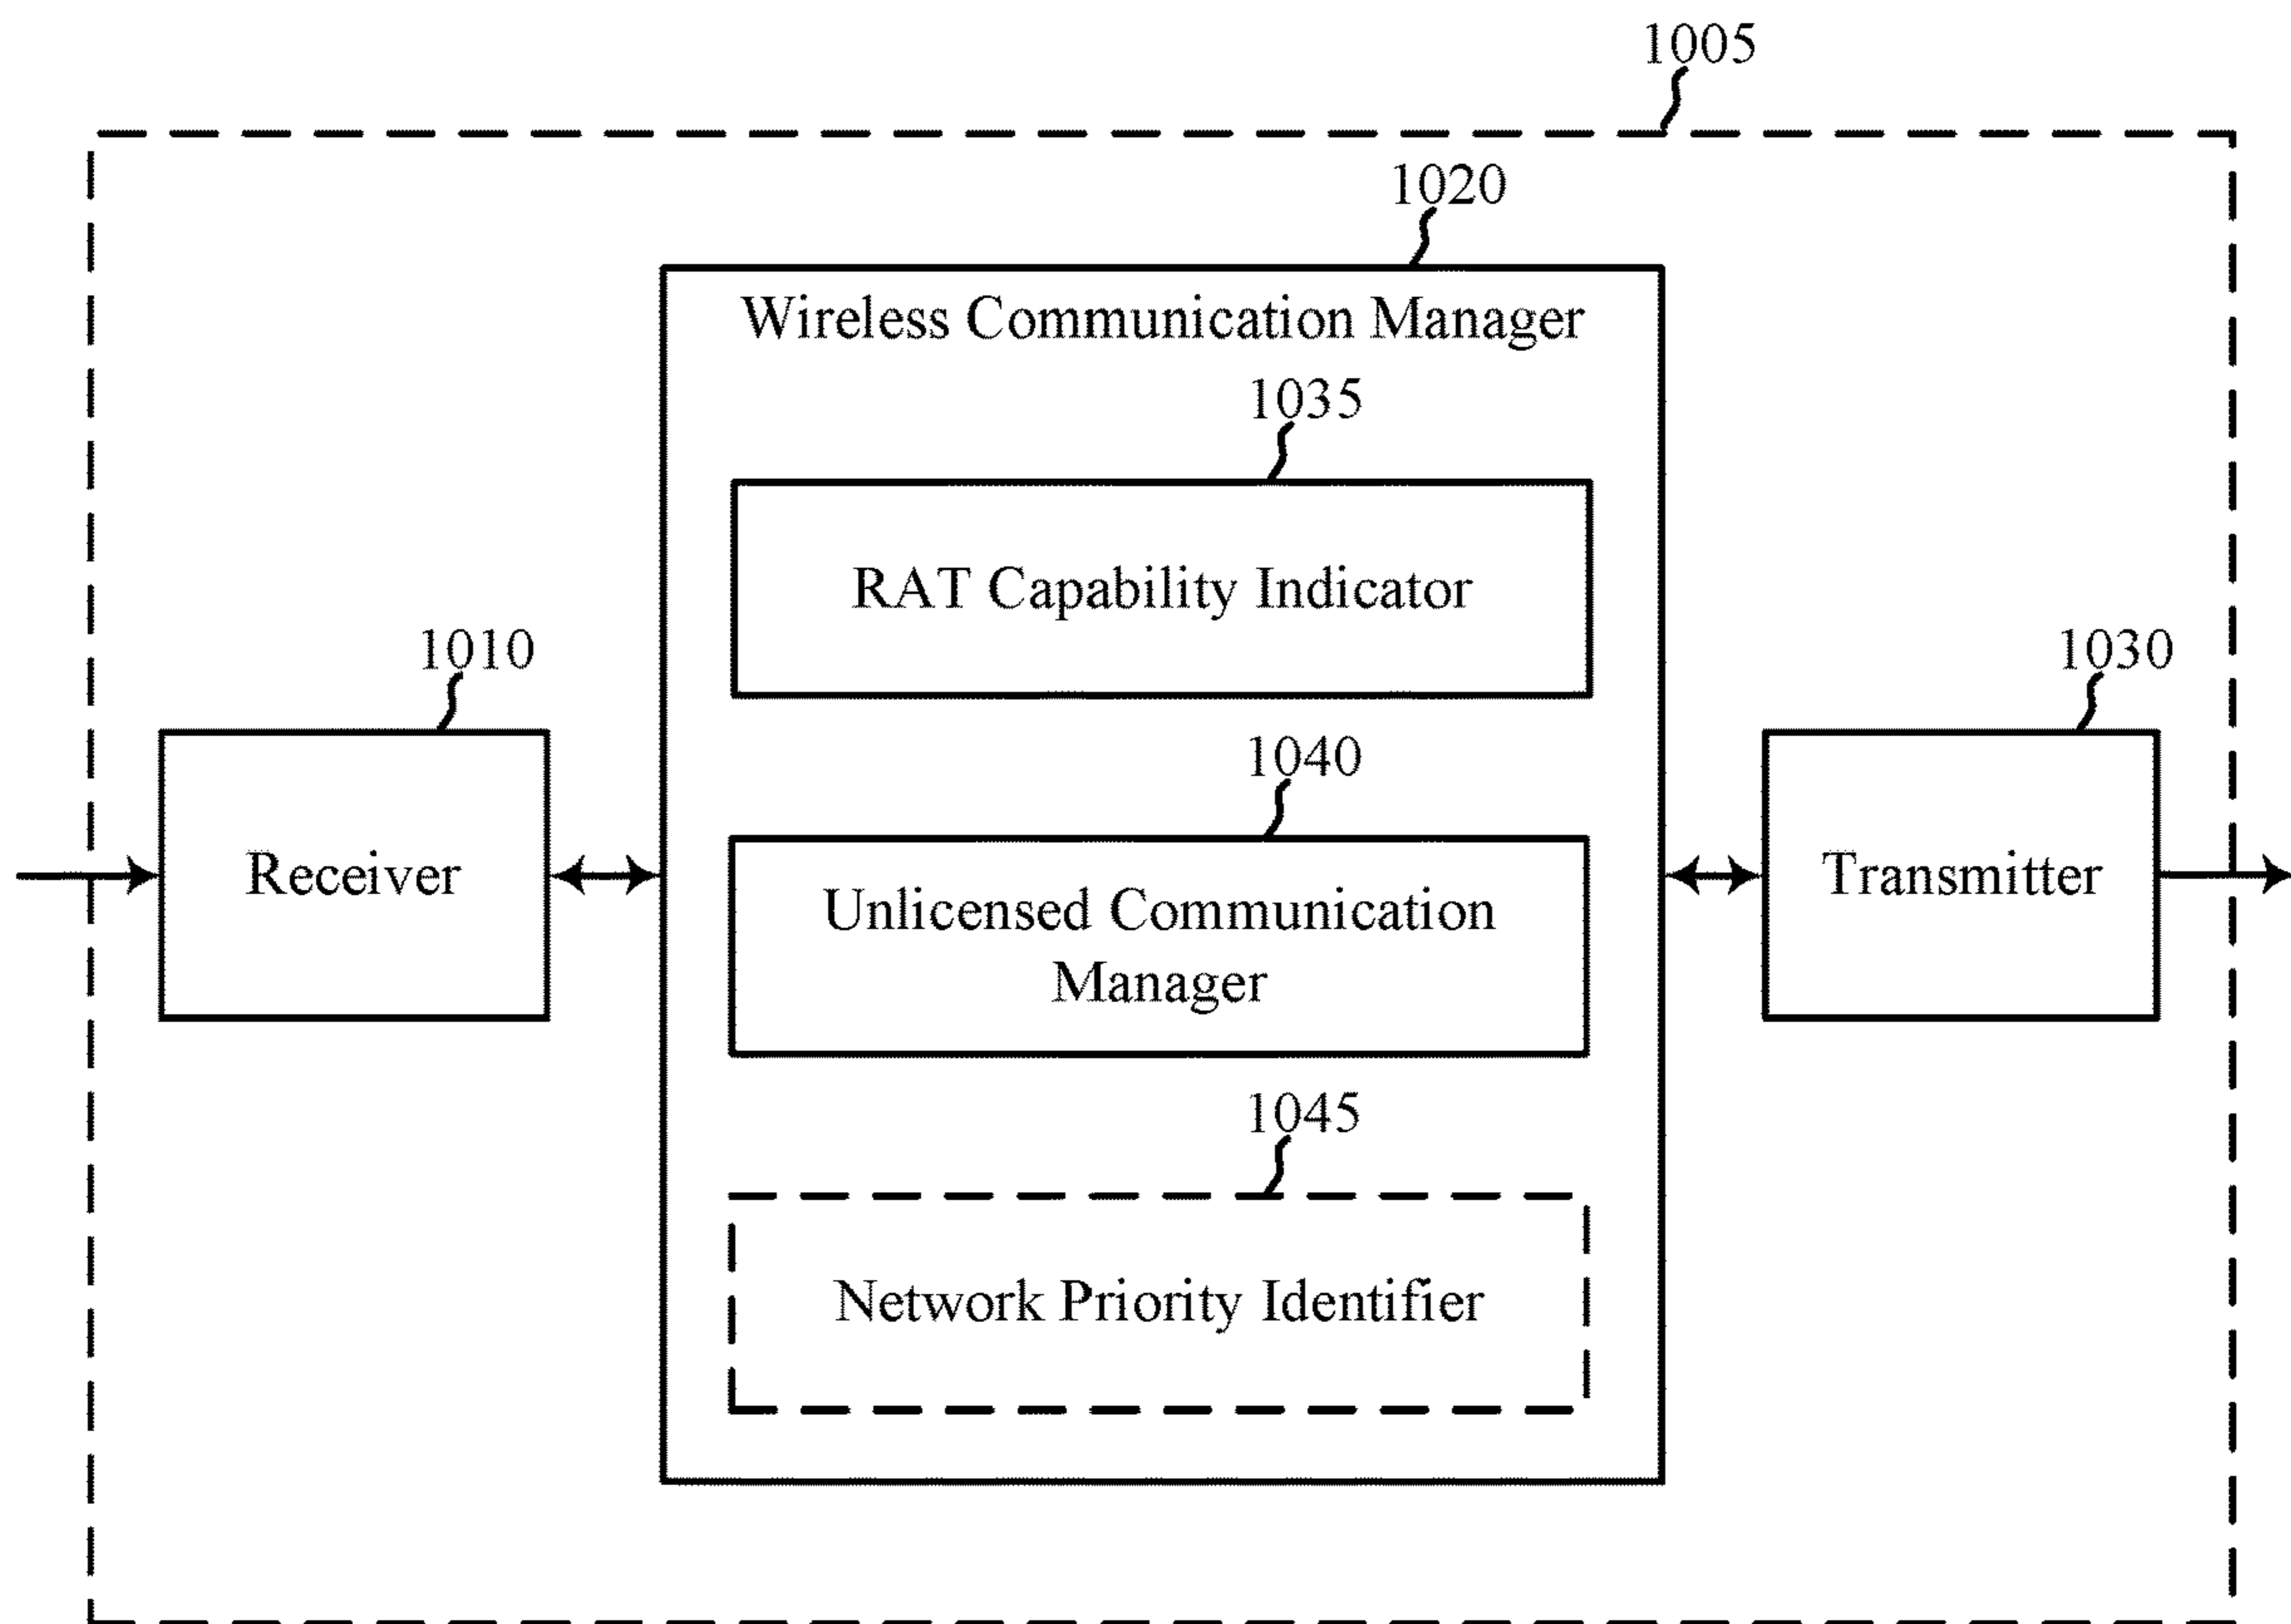 1005
1020
Wireless Communication Manager
1035
RAT Capability Indicator
1010
1030
1040
Receiver
Unlicensed Communication
Manager
Transmitter
1045
Network Priority Identifier